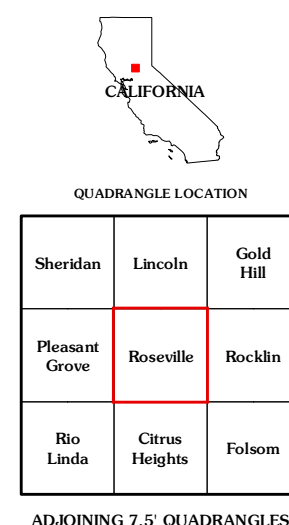 CALIFORNIA
QUADRANGLE LOCATION
Sheridan
Lincoln
Gold
Hill
Pleasant
Grove
Roseville
Rocklin
Rio
Linda
Citrus
Heights
Folsom
ADJOINING 7.5' QUADRANGLES